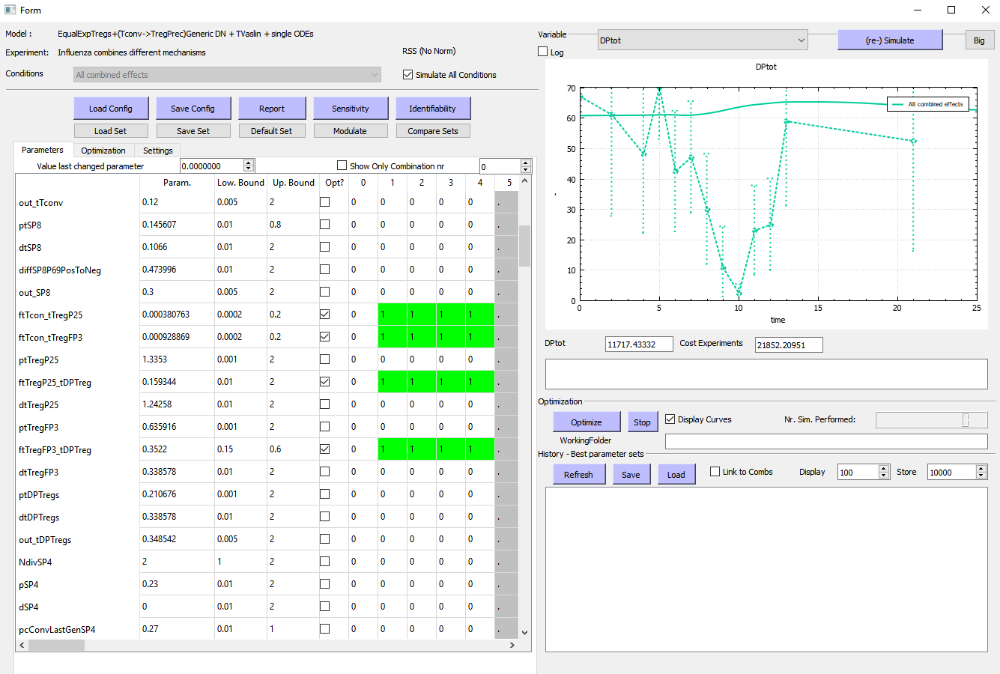 Form
Model : EqualExpTregs+(Tconv->TregPrec)Generic DN + TVaslin + single ODEs
Experiment: Influenza combines different mechanisms
RSS (No Norm)
Conditions All combined effects
Simulate All Conditions
Load Config Save Config Report Sensitivity Identifiability
Load Set Save Set Default Set Modulate Compare Sets
Parameters Optimization Settings
Value last changed parameter 0.0000000 Show Only Combination nr 0
Param. Low. Bound Up. Bound Opt? 0 1 2 3 4 5
out_tTconv 0.12 0.005 2 0 0 0 0 0 .
ptSP8 0.145607 0.01 0.8 0 0 0 0 0 .
dtSP8 0.1066 0.01 2 0 0 0 0 0 .
diffSP8P69PosToNeg 0.473996 0.01 2 0 0 0 0 0 .
out_SP8 0.3 0.005 2 0 0 0 0 0 .
ftTcon_tTregP25 0.000380763 0.0002 0.2 0 1 1 1 1 .
ftTcon_tTregFP3 0.000928869 0.0002 0.2 0 1 1 1 1 .
ptTregP25 1.3353 0.001 2 0 0 0 0 0 .
ftTregP25_tDPTreg 0.159344 0.01 2 0 1 1 1 1 .
dtTregP25 1.24258 0.01 2 0 0 0 0 0 .
ptTregFP3 0.635916 0.001 2 0 0 0 0 0 .
ftTregFP3_tDPTreg 0.3522 0.15 0.6 0 1 1 1 1 .
dtTregFP3 0.338578 0.01 2 0 0 0 0 0 .
ptDPTregs 0.210676 0.001 2 0 0 0 0 0 .
dtDPTregs 0.338578 0.01 2 0 0 0 0 0 .
out_tDPTregs 0.348542 0.005 2 0 0 0 0 0 .
NdivSP4 2 1 2 0 0 0 0 0 .
pSP4 0.23 0.01 2 0 0 0 0 0 .
dSP4 0 0.01 2 0 0 0 0 0 .
pcConvLastGenSP4 0.27 0.01 1 0 0 0 0 0 .
Variable DPtot (re-) Simulate Big
Log
DPtot
All combined effects
70
60
50
40
30
20
10
0
0 5 10 15 20 25
time
DPtot 11717.43332 Cost Experiments 21852.20951
Optimization
Optimize Stop Display Curves Nr. Sim. Performed:
WorkingFolder
History - Best parameter sets
Refresh Save Load Link to Combs Display 100 Store 10000